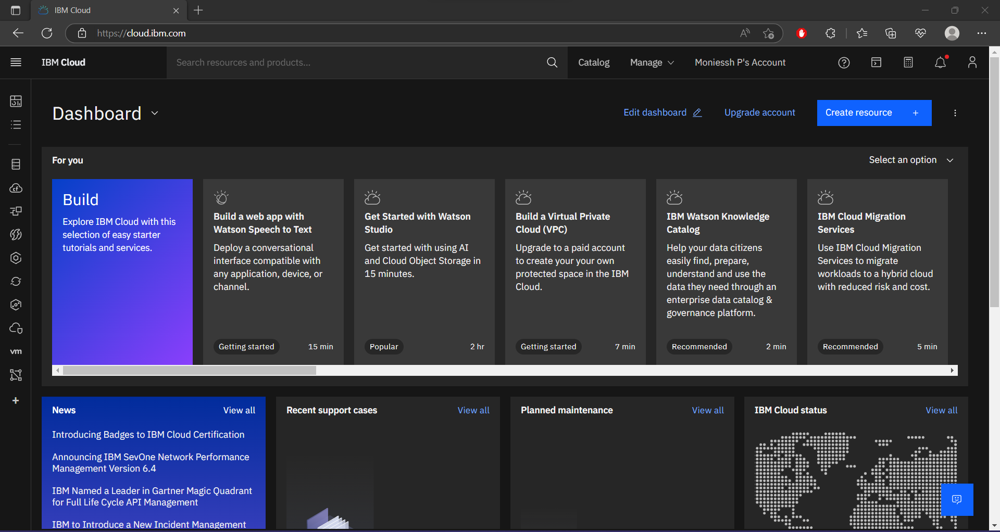 IBM Cloud
https://cloud.ibm.com
IBM Cloud
Search resources and products...
Catalog
Manage
Moniessh P's Account
Dashboard
Edit dashboard
Upgrade account
Create resource +
For you
Select an option
Build
Explore IBM Cloud with this
selection of easy starter
tutorials and services.
Build a web app with
Watson Speech to Text
Deploy a conversational
interface compatible with
any application, device, or
channel.
Getting started
15 min
Get Started with Watson
Studio
Get started with using AI
and Cloud Object Storage in
15 minutes.
Popular
2 hr
Build a Virtual Private
Cloud (VPC)
Upgrade to a paid account
to create your your own
protected space in the IBM
Cloud.
Getting started
7 min
IBM Watson Knowledge
Catalog
Help your data citizens
easily find, prepare,
understand and use the
data they need through an
enterprise data catalog &
governance platform.
Recommended
2 min
IBM Cloud Migration
Services
Use IBM Cloud Migration
Services to migrate
workloads to a hybrid cloud
with reduced risk and cost.
Recommended
5 min
cf
vm
News
View all
Introducing Badges to IBM Cloud Certification
Announcing IBM SevOne Network Performance
Management Version 6.4
IBM Named a Leader in Gartner Magic Quadrant
for Full Life Cycle API Management
IBM to Introduce a New Incident Management
Recent support cases
View all
Planned maintenance
View all
IBM Cloud status
View all